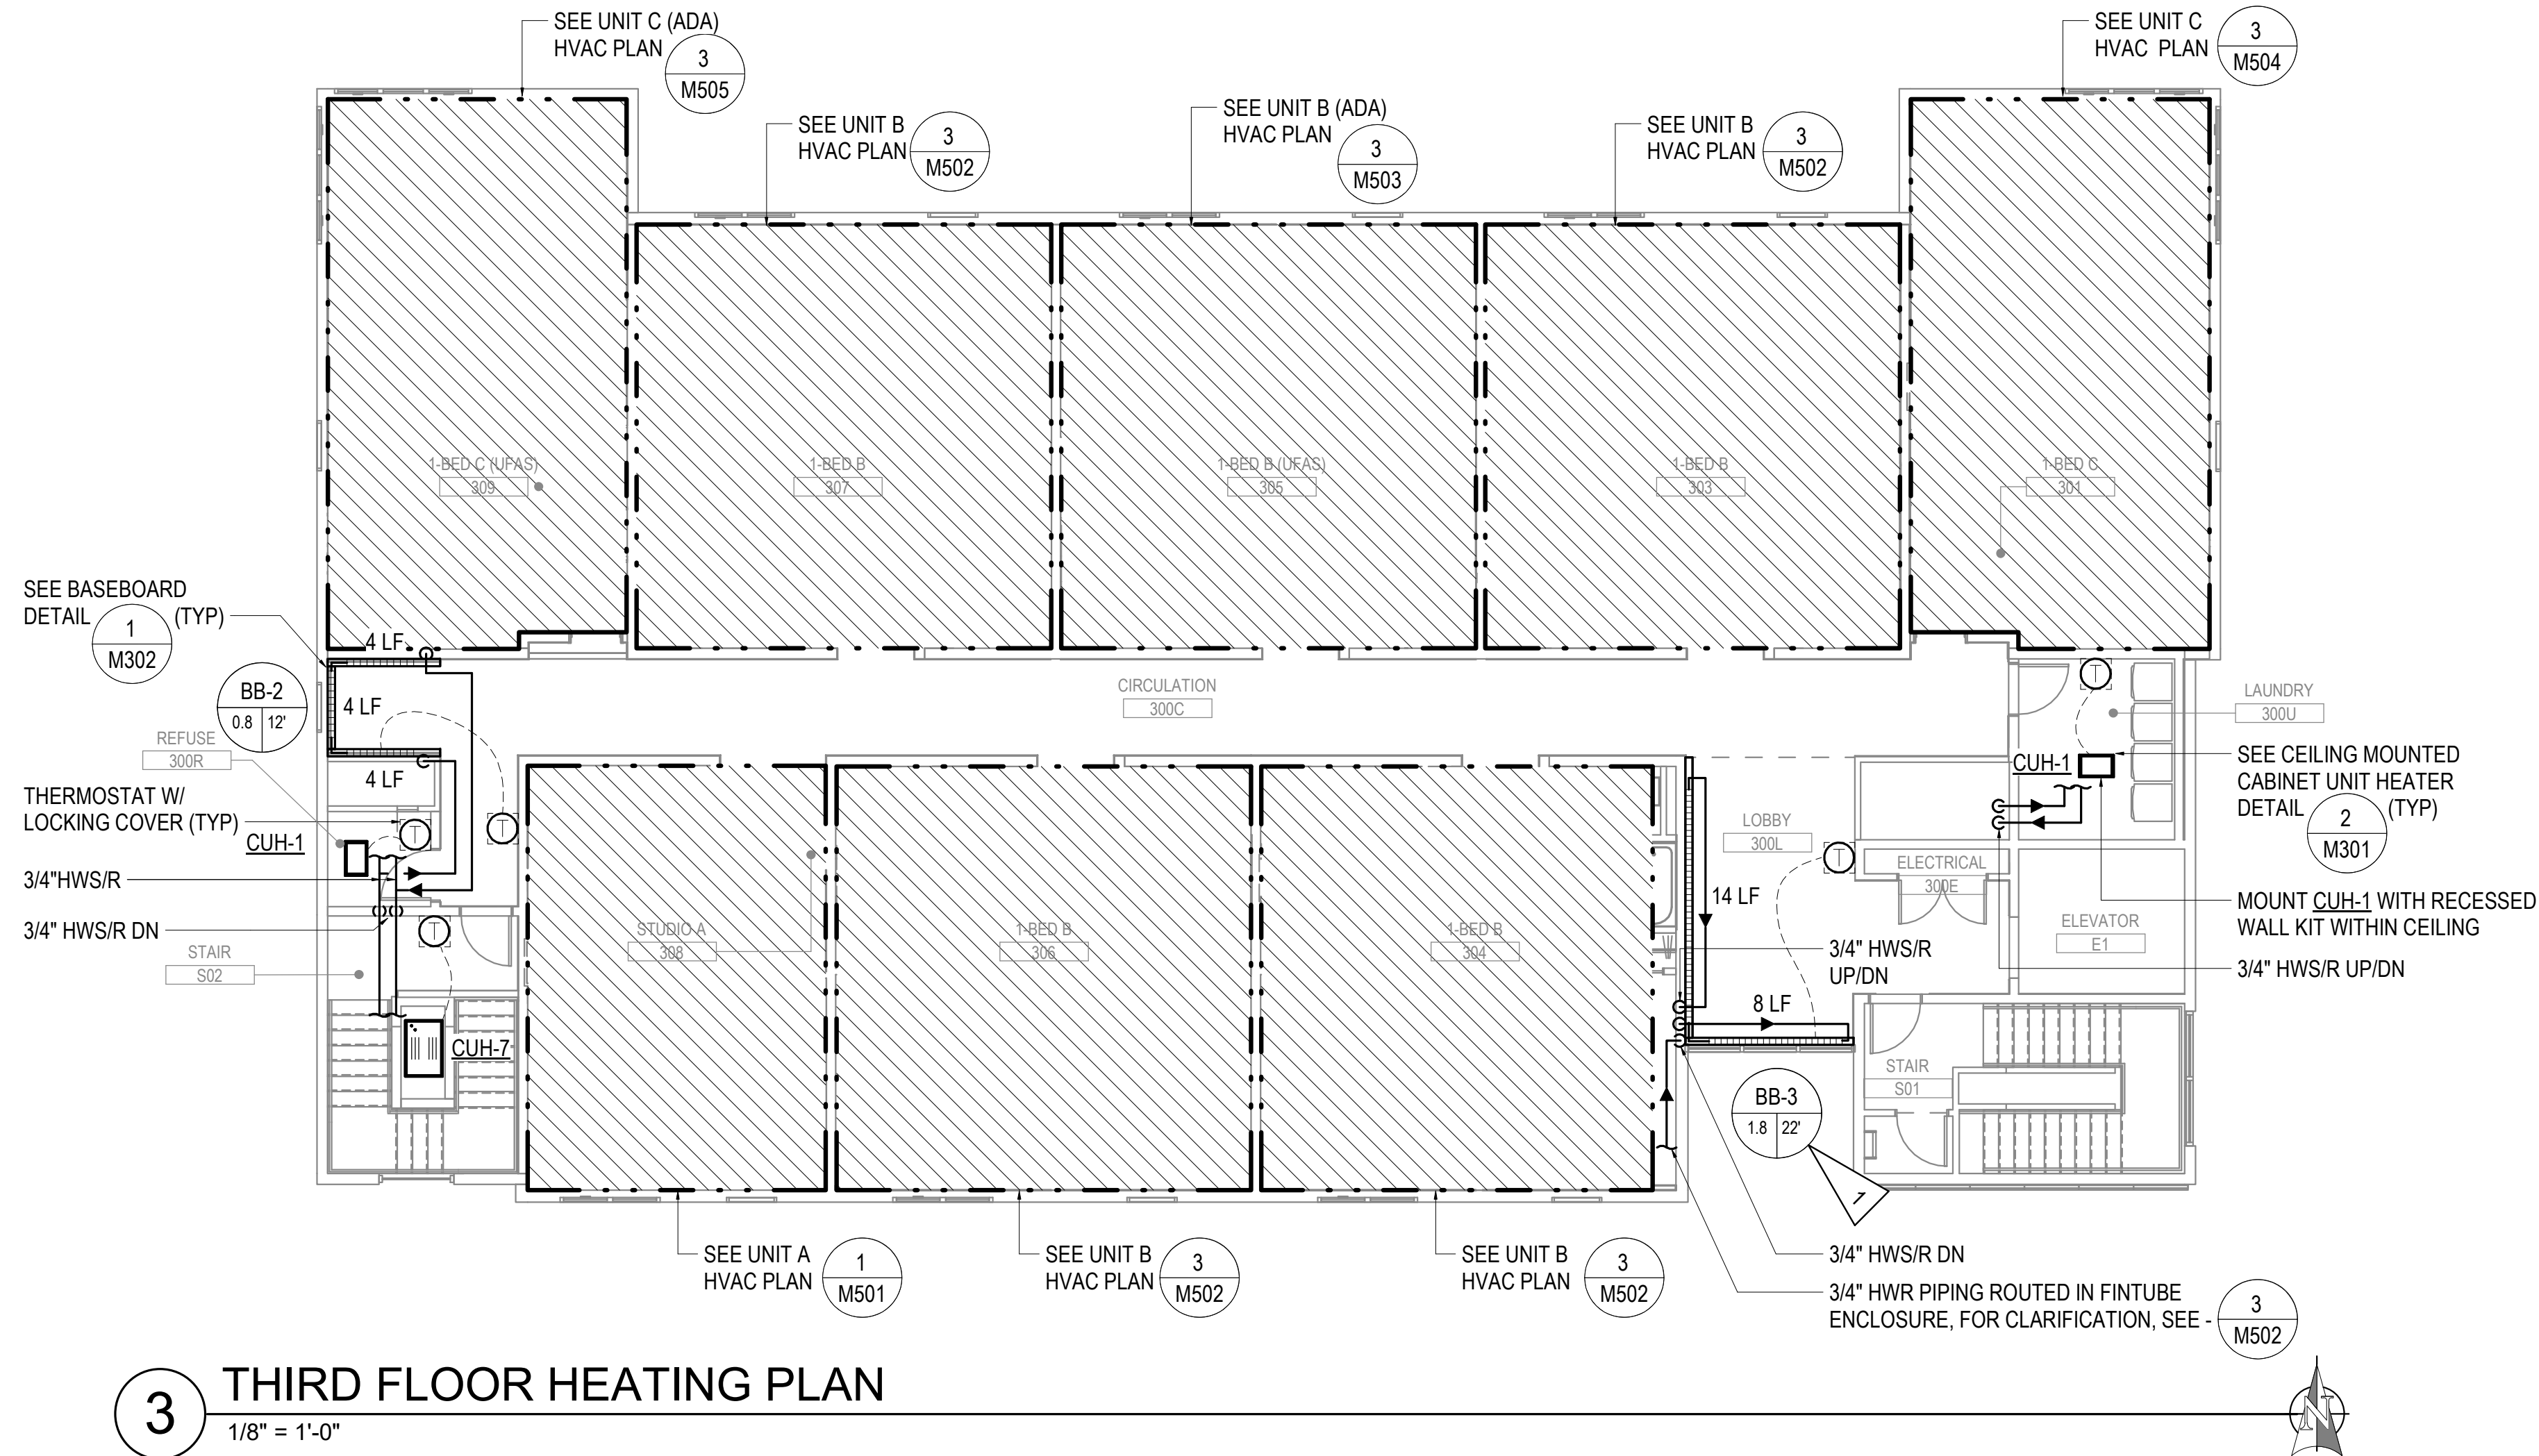 SEE UNIT C (ADA)
HVAC PLAN
3
M505
SEE UNIT B
HVAC PLAN
3
M502
SEE UNIT B (ADA)
HVAC PLAN
3
M503
SEE UNIT B
HVAC PLAN
3
M502
SEE UNIT C
HVAC PLAN
3
M504
1-BED C (UFAS)
309
1-BED B
307
1-BED B (UFAS)
305
1-BED B
303
1-BED C
301
SEE BASEBOARD
DETAIL
(TYP)
1
M302
4 LF
BB-2
0.8 12'
4 LF
REFUSE
300R
4 LF
THERMOSTAT W/
LOCKING COVER (TYP)
CUH-1
T
T
3/4"HWS/R
3/4" HWS/R DN
T
STAIR
S02
CUH-7
CIRCULATION
300C
STUDIO A
308
1-BED B
306
1-BED B
304
LOBBY
300L
T
14 LF
8 LF
3/4" HWS/R
UP/DN
ELECTRICAL
300E
ELEVATOR
E1
STAIR
S01
T
CUH-1
LAUNDRY
300U
SEE CEILING MOUNTED
CABINET UNIT HEATER
DETAIL
(TYP)
2
M301
MOUNT CUH-1 WITH RECESSED
WALL KIT WITHIN CEILING
3/4" HWS/R UP/DN
BB-3
1.8 22'
1
SEE UNIT A
HVAC PLAN
1
M501
SEE UNIT B
HVAC PLAN
3
M502
SEE UNIT B
HVAC PLAN
3
M502
3/4" HWS/R DN
3/4" HWR PIPING ROUTED IN FINTUBE
ENCLOSURE, FOR CLARIFICATION, SEE -
3
M502
3
THIRD FLOOR HEATING PLAN
1/8" = 1'-0"
N